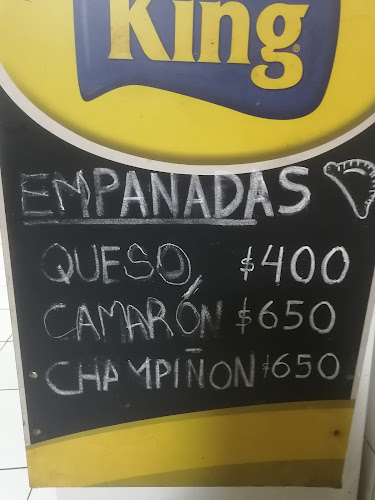 King®
EMPANADAS
QUESO $400
CAMARÓN $650
CHAMPIÑON $650